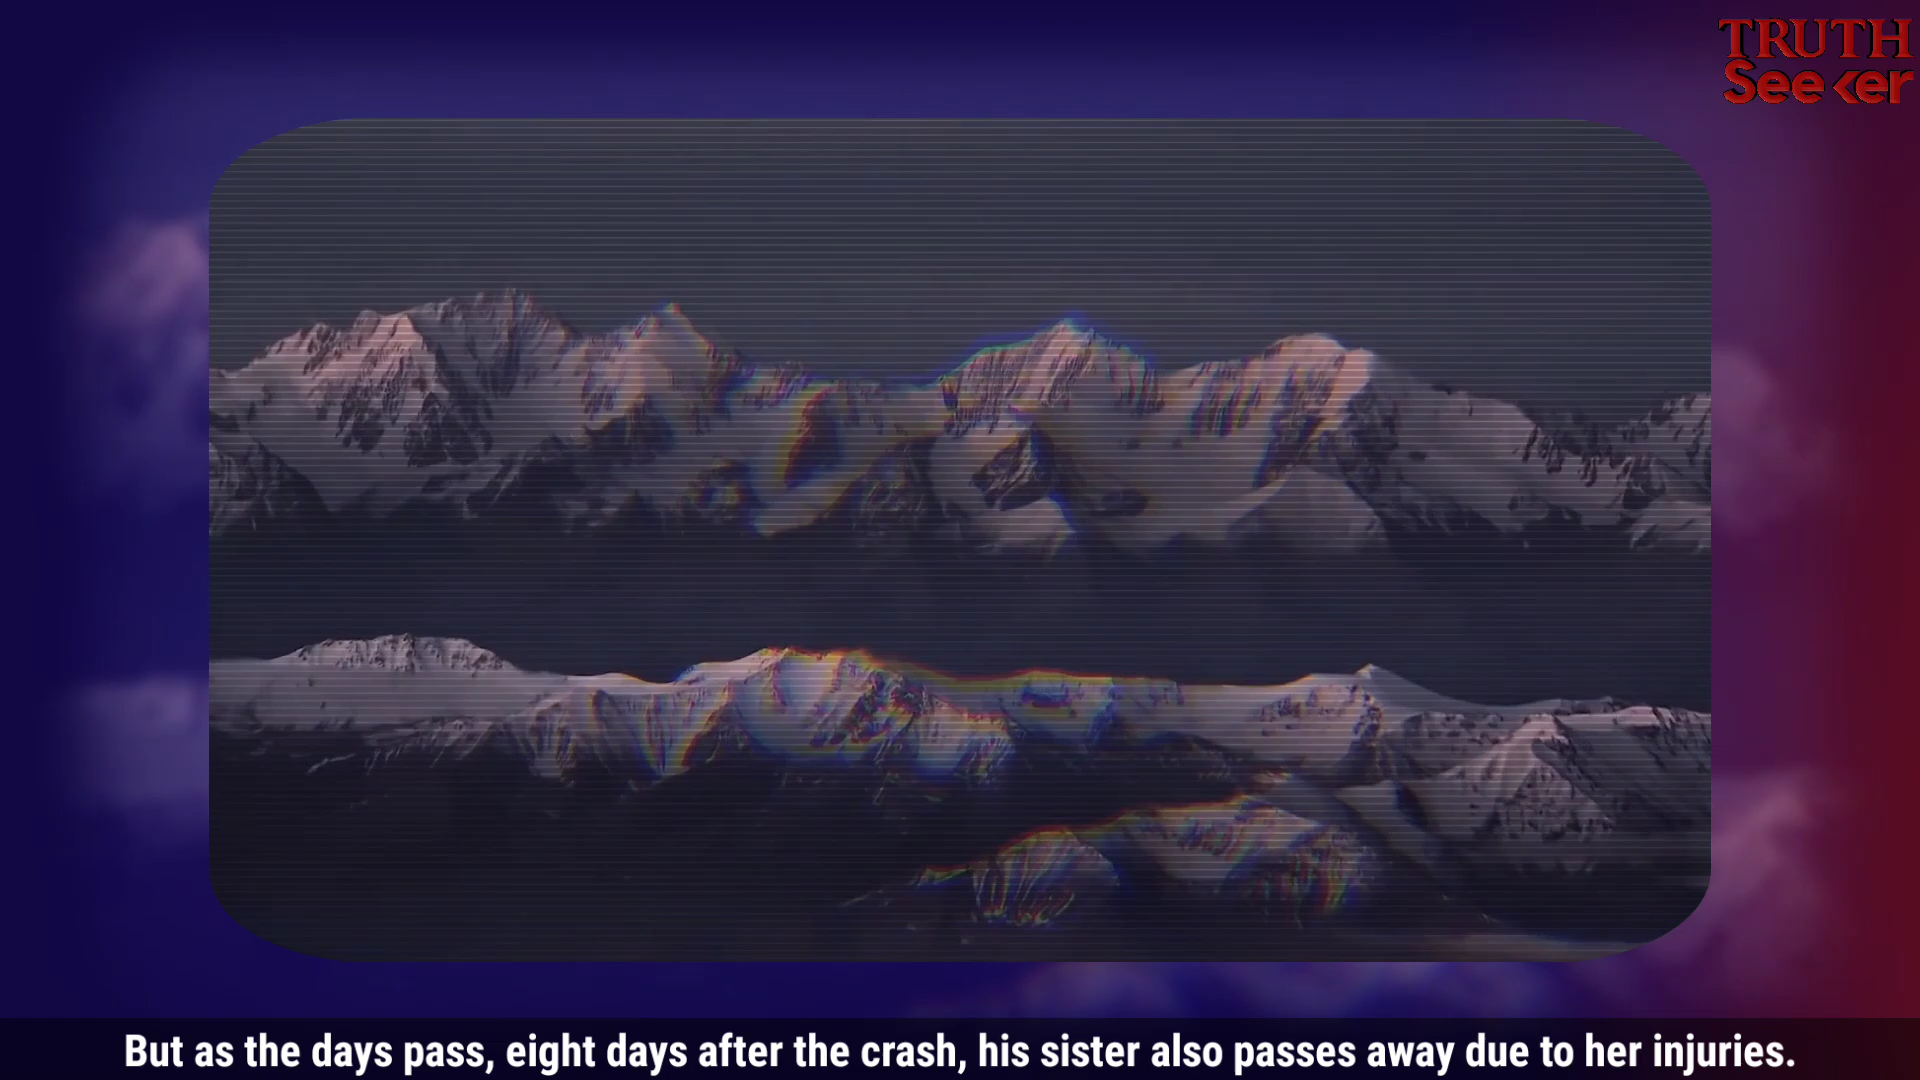 TRUTH
Seeker
But as the days pass, eight days after the crash, his sister also passes away due to her injuries.